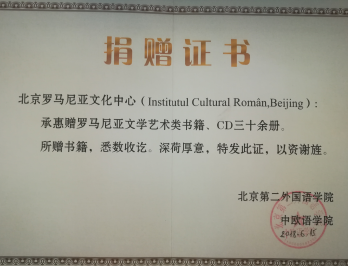 捐赠证书
北京罗马尼亚文化中心（Institutul Cultural Român,Beijing）：
承惠赠罗马尼亚文学艺术类书籍、CD三十余册。
所赠书籍，悉数收讫。深荷厚意，特发此证，以资谢旌。
北京第二外国语学院
中欧语学院